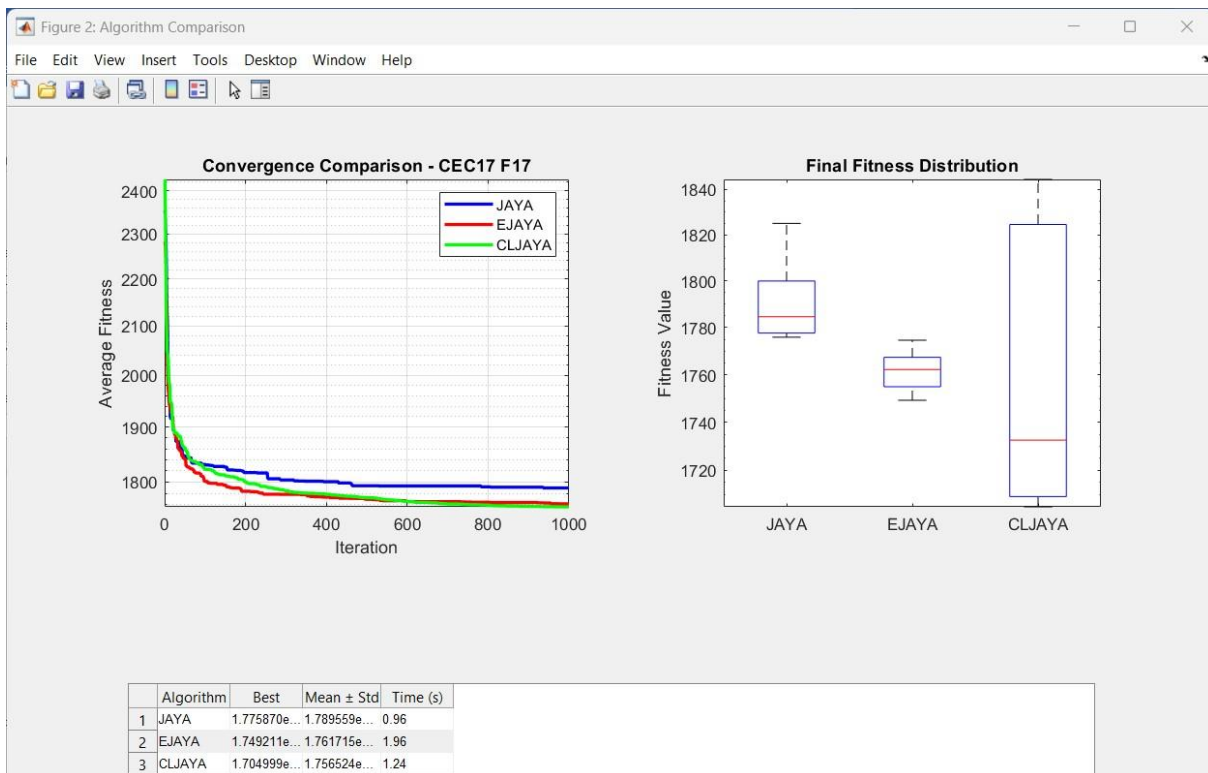 Figure 2: Algorithm Comparison
File Edit View Insert Tools Desktop Window Help
Convergence Comparison - CEC17 F17
2400
2300
2200
2100
2000
1900
1800
Average Fitness
JAYA
EJAYA
CLJAYA
0 200 400 600 800 1000
Iteration
Final Fitness Distribution
1840
1820
1800
1780
1760
1740
1720
Fitness Value
JAYA EJAYA CLJAYA
Algorithm Best Mean ± Std Time (s)
1 JAYA 1.775870e... 1.789559e... 0.96
2 EJAYA 1.749211e... 1.761715e... 1.96
3 CLJAYA 1.704999e... 1.756524e... 1.24